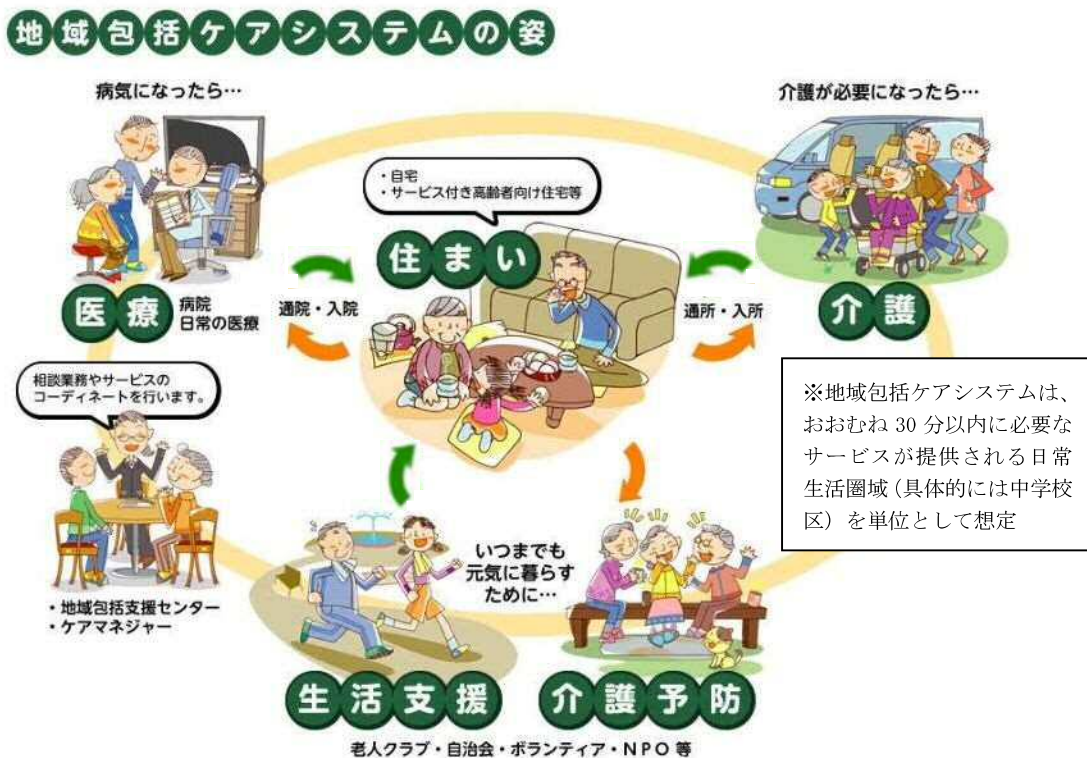 地域包括ケアシステムの姿
病気になったら…
介護が必要になったら…
・自宅
・サービス付き高齢者向け住宅等
住まい
医療
病院
日常の医療
通院・入院
通所・入所
介護
相談業務やサービスの
コーディネートを行います。
※地域包括ケアシステムは、
おおむね 30 分以内に必要な
サービスが提供される日常
生活圏域（具体的には中学校
区）を単位として想定
いつまでも
元気に暮らす
ために…
・地域包括支援センター
・ケアマネジャー
生活支援
介護予防
老人クラブ・自治会・ボランティア・NPO 等